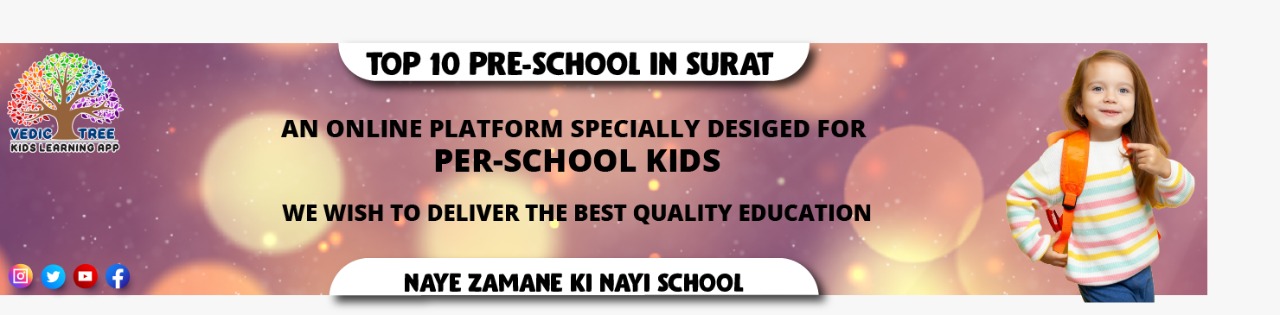 TOP 10 PRE-SCHOOL IN SURAT
VEDIC TREE
KIDS LEARNING APP
AN ONLINE PLATFORM SPECIALLY DESIGED FOR
PER-SCHOOL KIDS
WE WISH TO DELIVER THE BEST QUALITY EDUCATION
NAYE ZAMANE KI NAYI SCHOOL